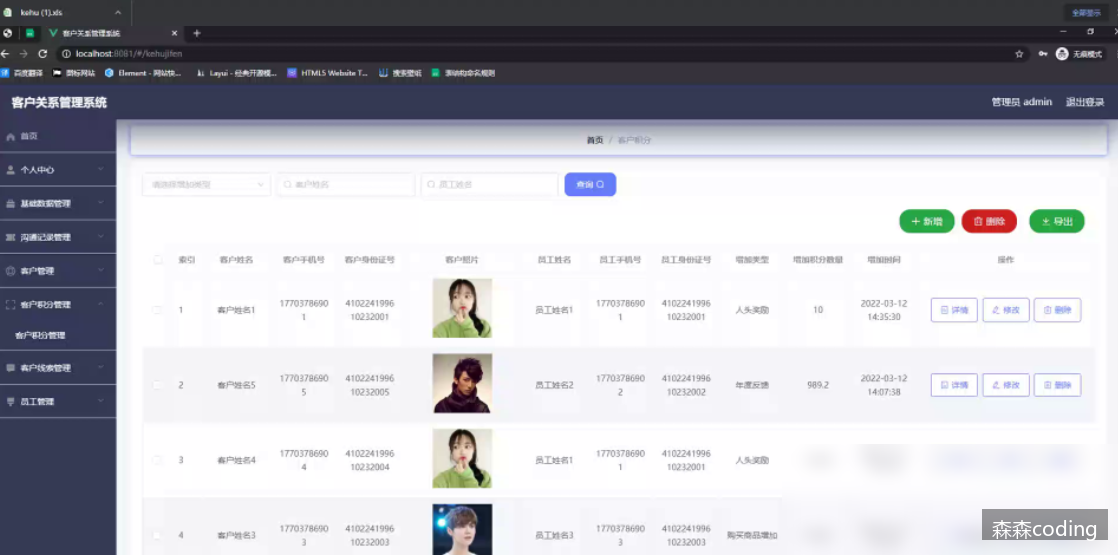 kehu (1).xls
全部显示
客户关系管理系统
localhost:8081/#/kehujifen
无痕模式
百度翻译 图标网站 Element - 网站快... Layui - 经典开源模... HTML5 Website T... 搜索壁纸 驱动构命名规则
客户关系管理系统
管理员 admin 退出登录
首页
个人中心
基础数据管理
沟通记录管理
客户管理
客户积分管理
客户积分管理
客户线索管理
员工管理
首页 / 客户积分
请选择增加类型 客户姓名 员工姓名 查询
新增 删除 导出
索引 客户姓名 客户手机号 客户身份证号 客户照片 员工姓名 员工手机号 员工身份证号 增加类型 增加积分数量 增加时间 操作
1 客户姓名1 17703786901 410224199610232001 员工姓名1 17703786901 410224199610232001 人头奖励 10 2022-03-12 14:35:30 详情 修改 删除
2 客户姓名5 17703786905 410224199610232005 员工姓名2 17703786902 410224199610232002 年度反馈 989.2 2022-03-12 14:07:38 详情 修改 删除
3 客户姓名4 17703786904 410224199610232004 员工姓名1 17703786901 410224199610232001 人头奖励
4 客户姓名3 17703786903 410224199610232003 员工姓名3 17703786903 410224199610232003 购买商品增加
森森coding